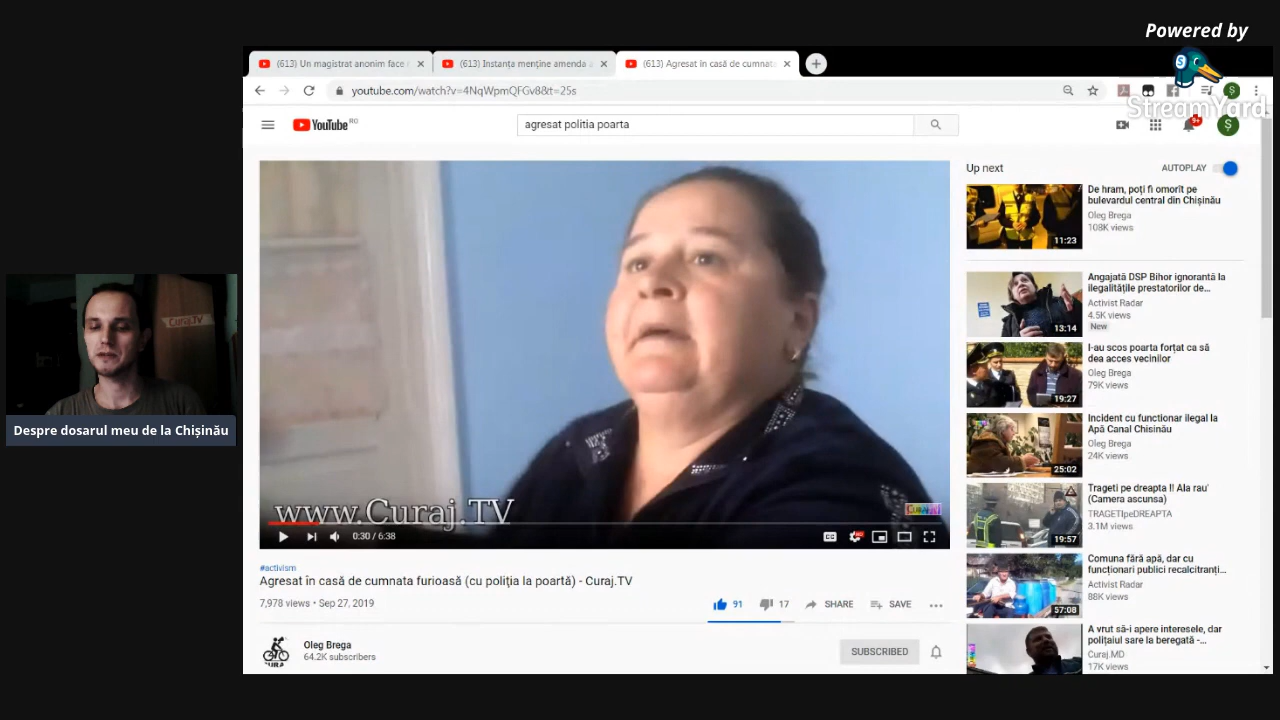 Powered by
StreamYard
(613) Un magistrat anonim face
(613) Instanța menține amenda a
(613) Agresat în casă de cumnata
youtube.com/watch?v=4NqWpmQFGv8&t=25s
YouTube RO
agresat politia poarta
9+
Ș
Up next
AUTOPLAY
De hram, poți fi omorît pe
bulevardul central din Chișinău
Oleg Brega
108K views
11:23
Angajată DSP Bihor ignorantă la
ilegalitățile prestatorilor de...
Activist Radar
4.5K views
New
13:14
I-au scos poarta forțat ca să
dea acces vecinilor
Oleg Brega
79K views
19:27
Incident cu functionar ilegal la
Apă Canal Chisinău
Oleg Brega
24K views
25:02
Trageti pe dreapta !! Ala rau'
(Camera ascunsa)
TRAGETIpeDREAPTA
3.1M views
19:57
Comuna fără apă, dar cu
funcționari publici recalcitranți...
Activist Radar
88K views
57:08
A vrut să-i apere interesele, dar
polițaiul sare la beregată -...
Curaj.MD
17K views
Curaj.TV
Despre dosarul meu de la Chişinău
www.Curaj.TV
0:30 / 6:38
#activism
Agresat în casă de cumnata furioasă (cu poliția la poartă) - Curaj.TV
7,978 views • Sep 27, 2019
91
17
SHARE
SAVE
Oleg Brega
64.2K subscribers
SUBSCRIBED